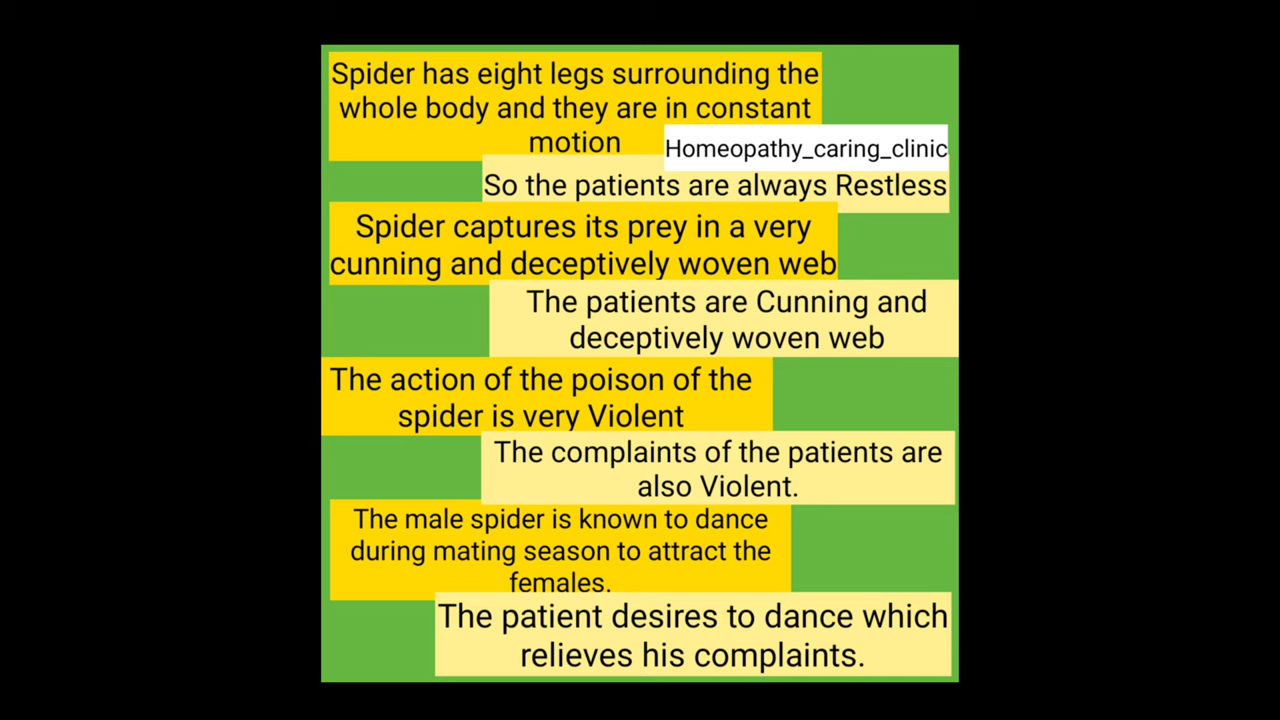 Spider has eight legs surrounding the
whole body and they are in constant
motion
Homeopathy_caring_clinic
So the patients are always Restless
Spider captures its prey in a very
cunning and deceptively woven web
The patients are Cunning and
deceptively woven web
The action of the poison of the
spider is very Violent
The complaints of the patients are
also Violent.
The male spider is known to dance
during mating season to attract the
females.
The patient desires to dance which
relieves his complaints.